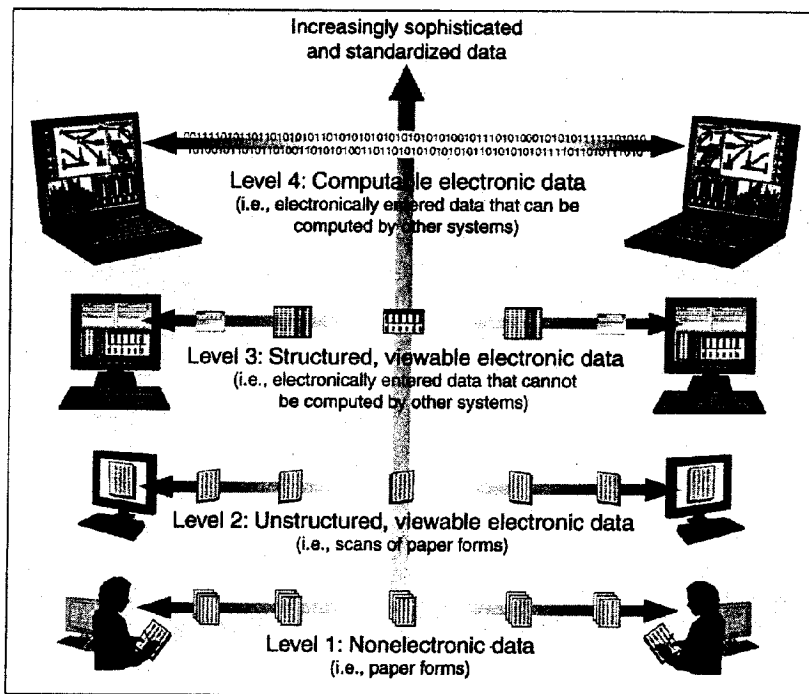 Increasingly sophisticated
and standardized data
Level 4: Computable electronic data
(i.e., electronically entered data that can be
computed by other systems)
Level 3: Structured, viewable electronic data
(i.e., electronically entered data that cannot
be computed by other systems)
Level 2: Unstructured, viewable electronic data
(i.e., scans of paper forms)
Level 1: Nonelectronic data
(i.e., paper forms)